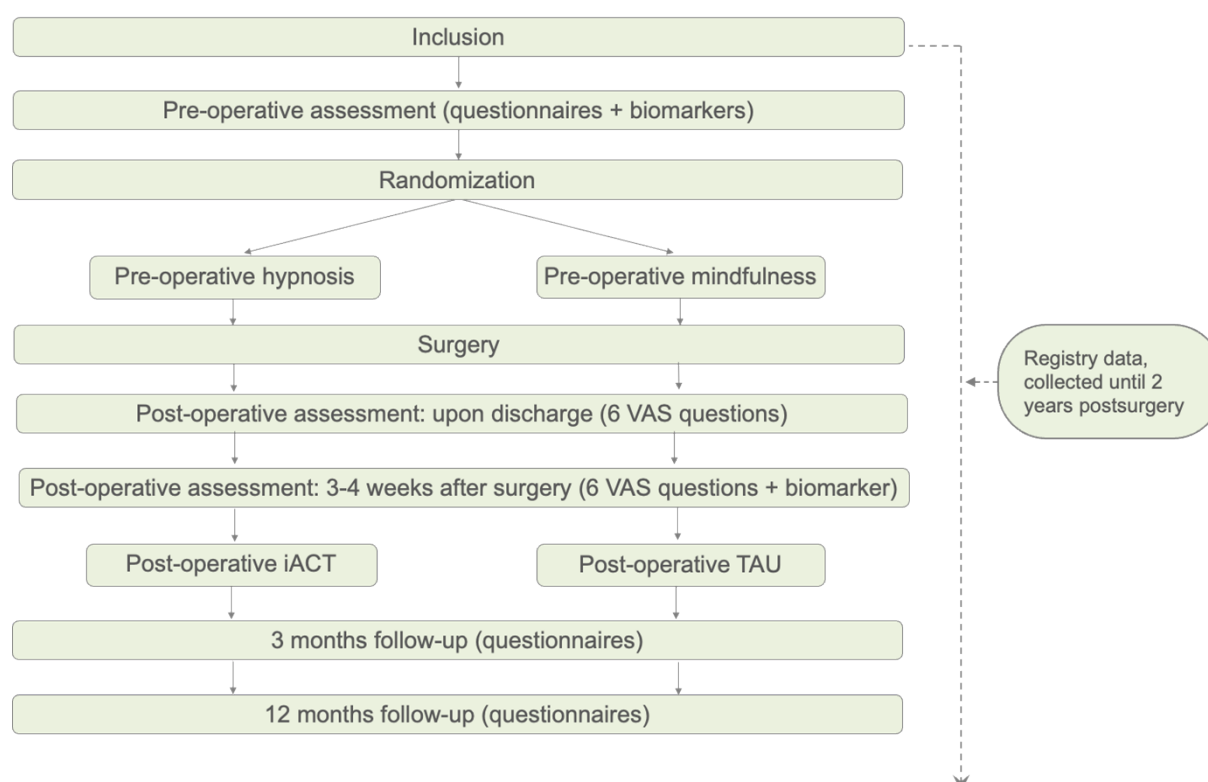 Inclusion
Pre-operative assessment (questionnaires + biomarkers)
Randomization
Pre-operative hypnosis
Pre-operative mindfulness
Surgery
Registry data,
collected until 2
years postsurgery
Post-operative assessment: upon discharge (6 VAS questions)
Post-operative assessment: 3-4 weeks after surgery (6 VAS questions + biomarker)
Post-operative iACT
Post-operative TAU
3 months follow-up (questionnaires)
12 months follow-up (questionnaires)